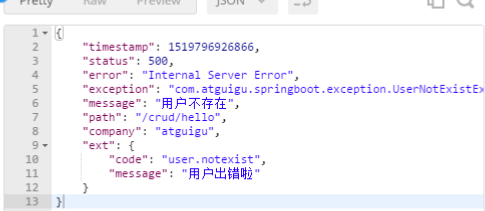 Pretty Raw Preview JSON
1 {
2 "timestamp": 1519796926866,
3 "status": 500,
4 "error": "Internal Server Error",
5 "exception": "com.atguigu.springboot.exception.UserNotExistEx
6 "message": "用户不存在",
7 "path": "/crud/hello",
8 "company": "atguigu",
9 "ext": {
10 "code": "user.notexist",
11 "message": "用户出错啦"
12 }
13 }